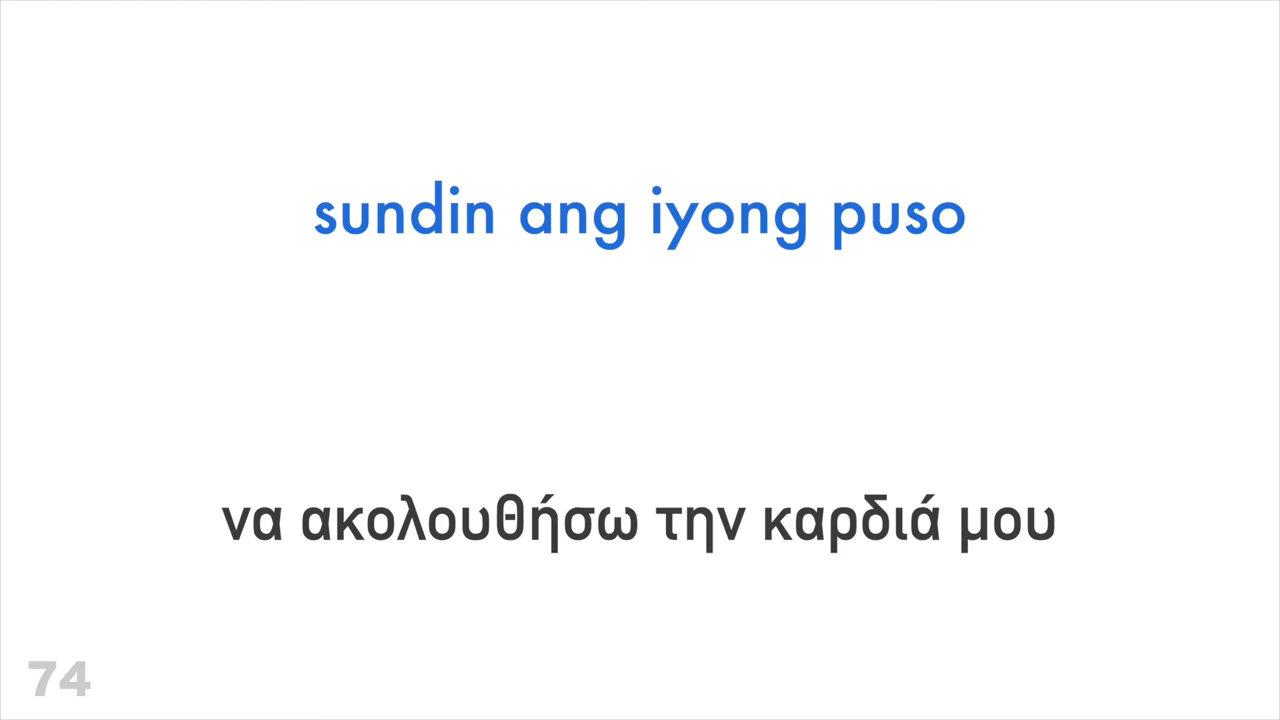 sundin ang iyong puso
να ακολουθήσω την καρδιά μου
74